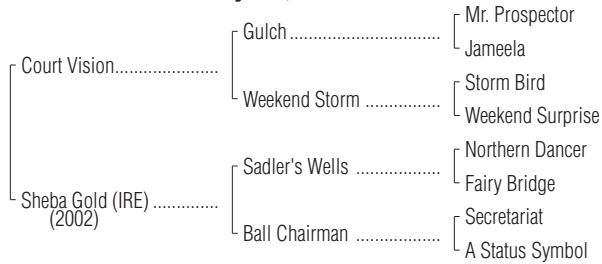 Mr. Prospector
Gulch
Jameela
Court Vision
Storm Bird
Weekend Storm
Weekend Surprise
Northern Dancer
Sadler's Wells
Fairy Bridge
Sheba Gold (IRE)
(2002)
Secretariat
Ball Chairman
A Status Symbol